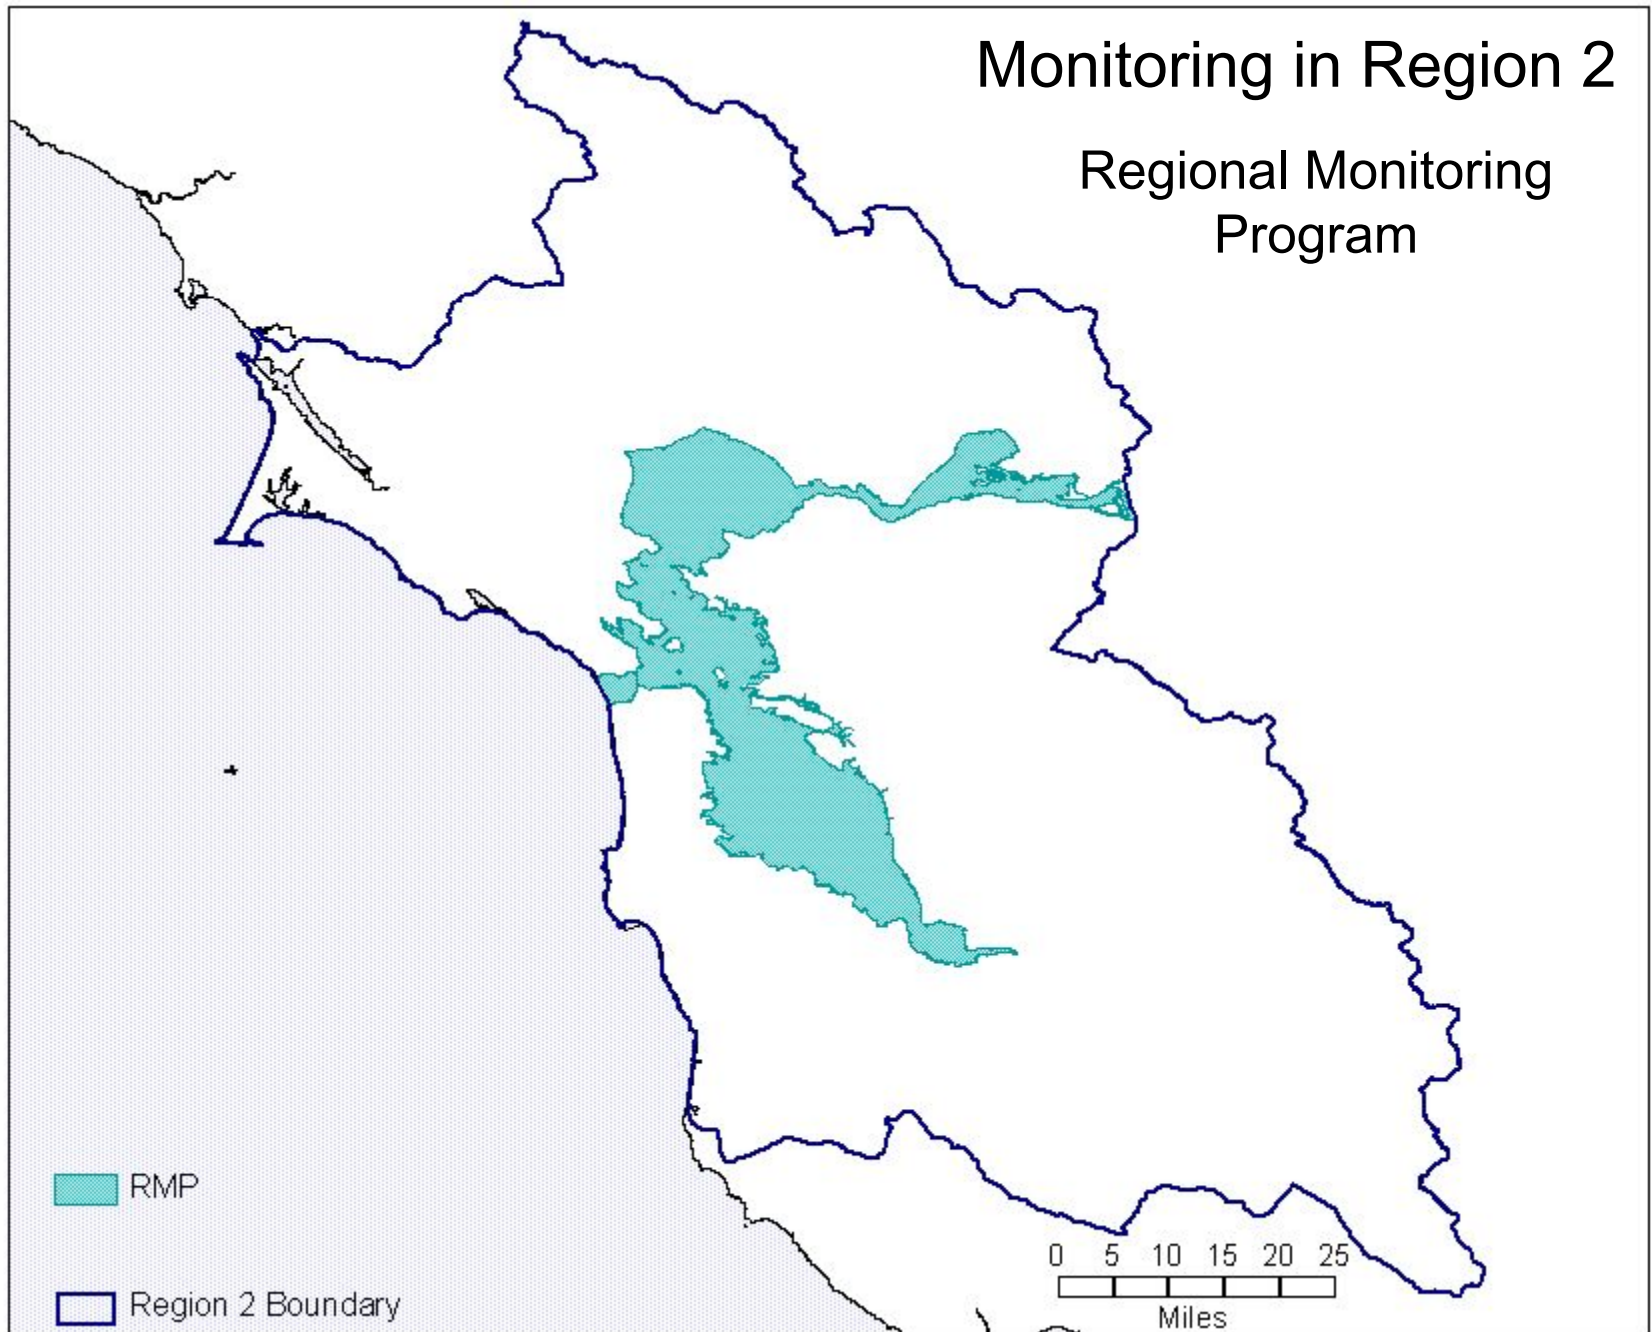 Monitoring in Region 2
Regional Monitoring
Program
RMP
Region 2 Boundary
0 5 10 15 20 25
Miles